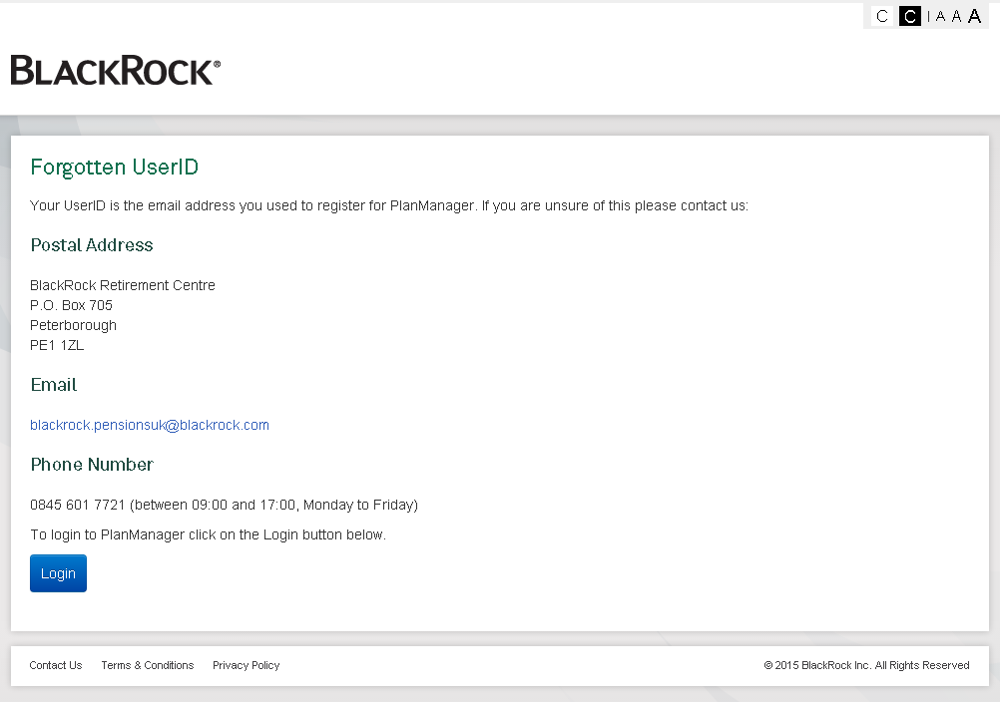 C C | A A A
BLACKROCK®
Forgotten UserID
Your UserID is the email address you used to register for PlanManager. If you are unsure of this please contact us:
Postal Address
BlackRock Retirement Centre
P.O. Box 705
Peterborough
PE1 1ZL
Email
blackrock.pensionsuk@blackrock.com
Phone Number
0845 601 7721 (between 09:00 and 17:00, Monday to Friday)
To login to PlanManager click on the Login button below.
Login
Contact Us Terms & Conditions Privacy Policy © 2015 BlackRock Inc. All Rights Reserved